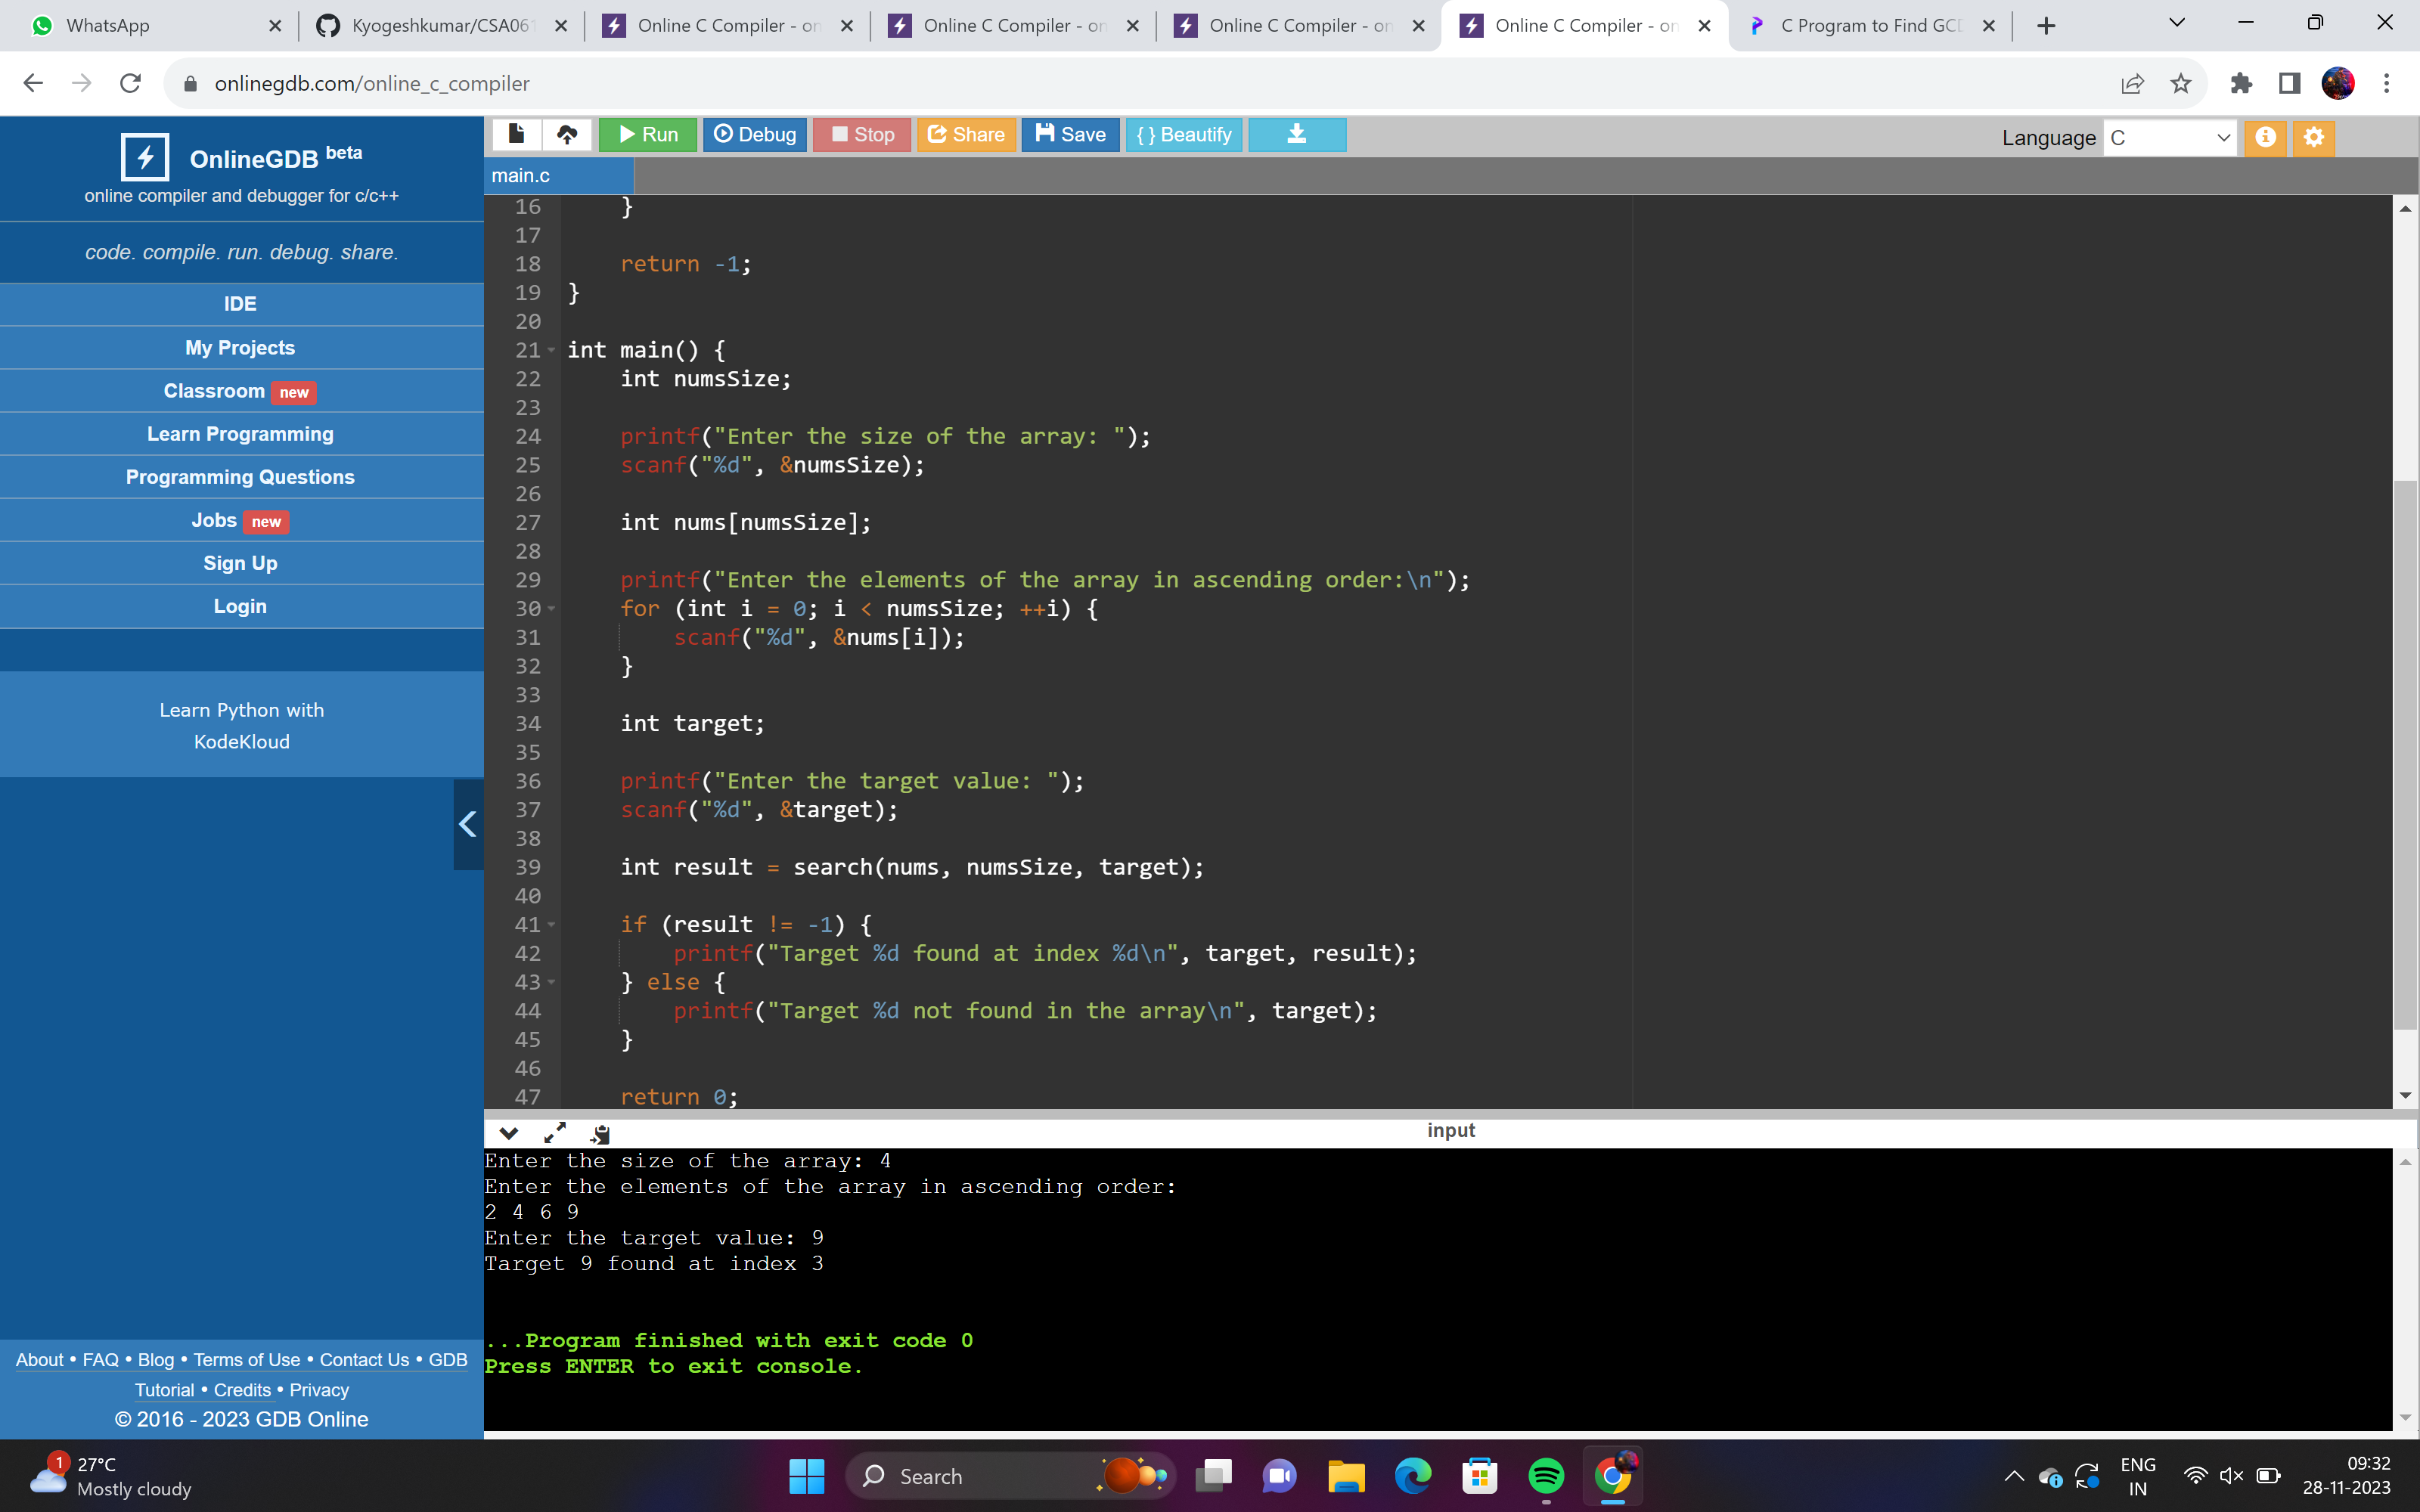 WhatsApp
Kyogeshkumar/CSA061
Online C Compiler - on
Online C Compiler - on
Online C Compiler - on
Online C Compiler - on
C Program to Find GCD
onlinegdb.com/online_c_compiler
OnlineGDB beta
online compiler and debugger for c/c++
code. compile. run. debug. share.
IDE
My Projects
Classroom new
Learn Programming
Programming Questions
Jobs new
Sign Up
Login
Learn Python with
KodeKloud
About • FAQ • Blog • Terms of Use • Contact Us • GDB
Tutorial • Credits • Privacy
© 2016 - 2023 GDB Online
Run Debug Stop Share Save { } Beautify
Language C
main.c
16     }
17
18     return -1;
19 }
20
21 int main() {
22     int numsSize;
23
24     printf("Enter the size of the array: ");
25     scanf("%d", &numsSize);
26
27     int nums[numsSize];
28
29     printf("Enter the elements of the array in ascending order:\n");
30     for (int i = 0; i < numsSize; ++i) {
31         scanf("%d", &nums[i]);
32     }
33
34     int target;
35
36     printf("Enter the target value: ");
37     scanf("%d", &target);
38
39     int result = search(nums, numsSize, target);
40
41     if (result != -1) {
42         printf("Target %d found at index %d\n", target, result);
43     } else {
44         printf("Target %d not found in the array\n", target);
45     }
46
47     return 0;
input
Enter the size of the array: 4
Enter the elements of the array in ascending order:
2 4 6 9
Enter the target value: 9
Target 9 found at index 3
...Program finished with exit code 0
Press ENTER to exit console.
1
27°C
Mostly cloudy
Search
ENG
IN
09:32
28-11-2023